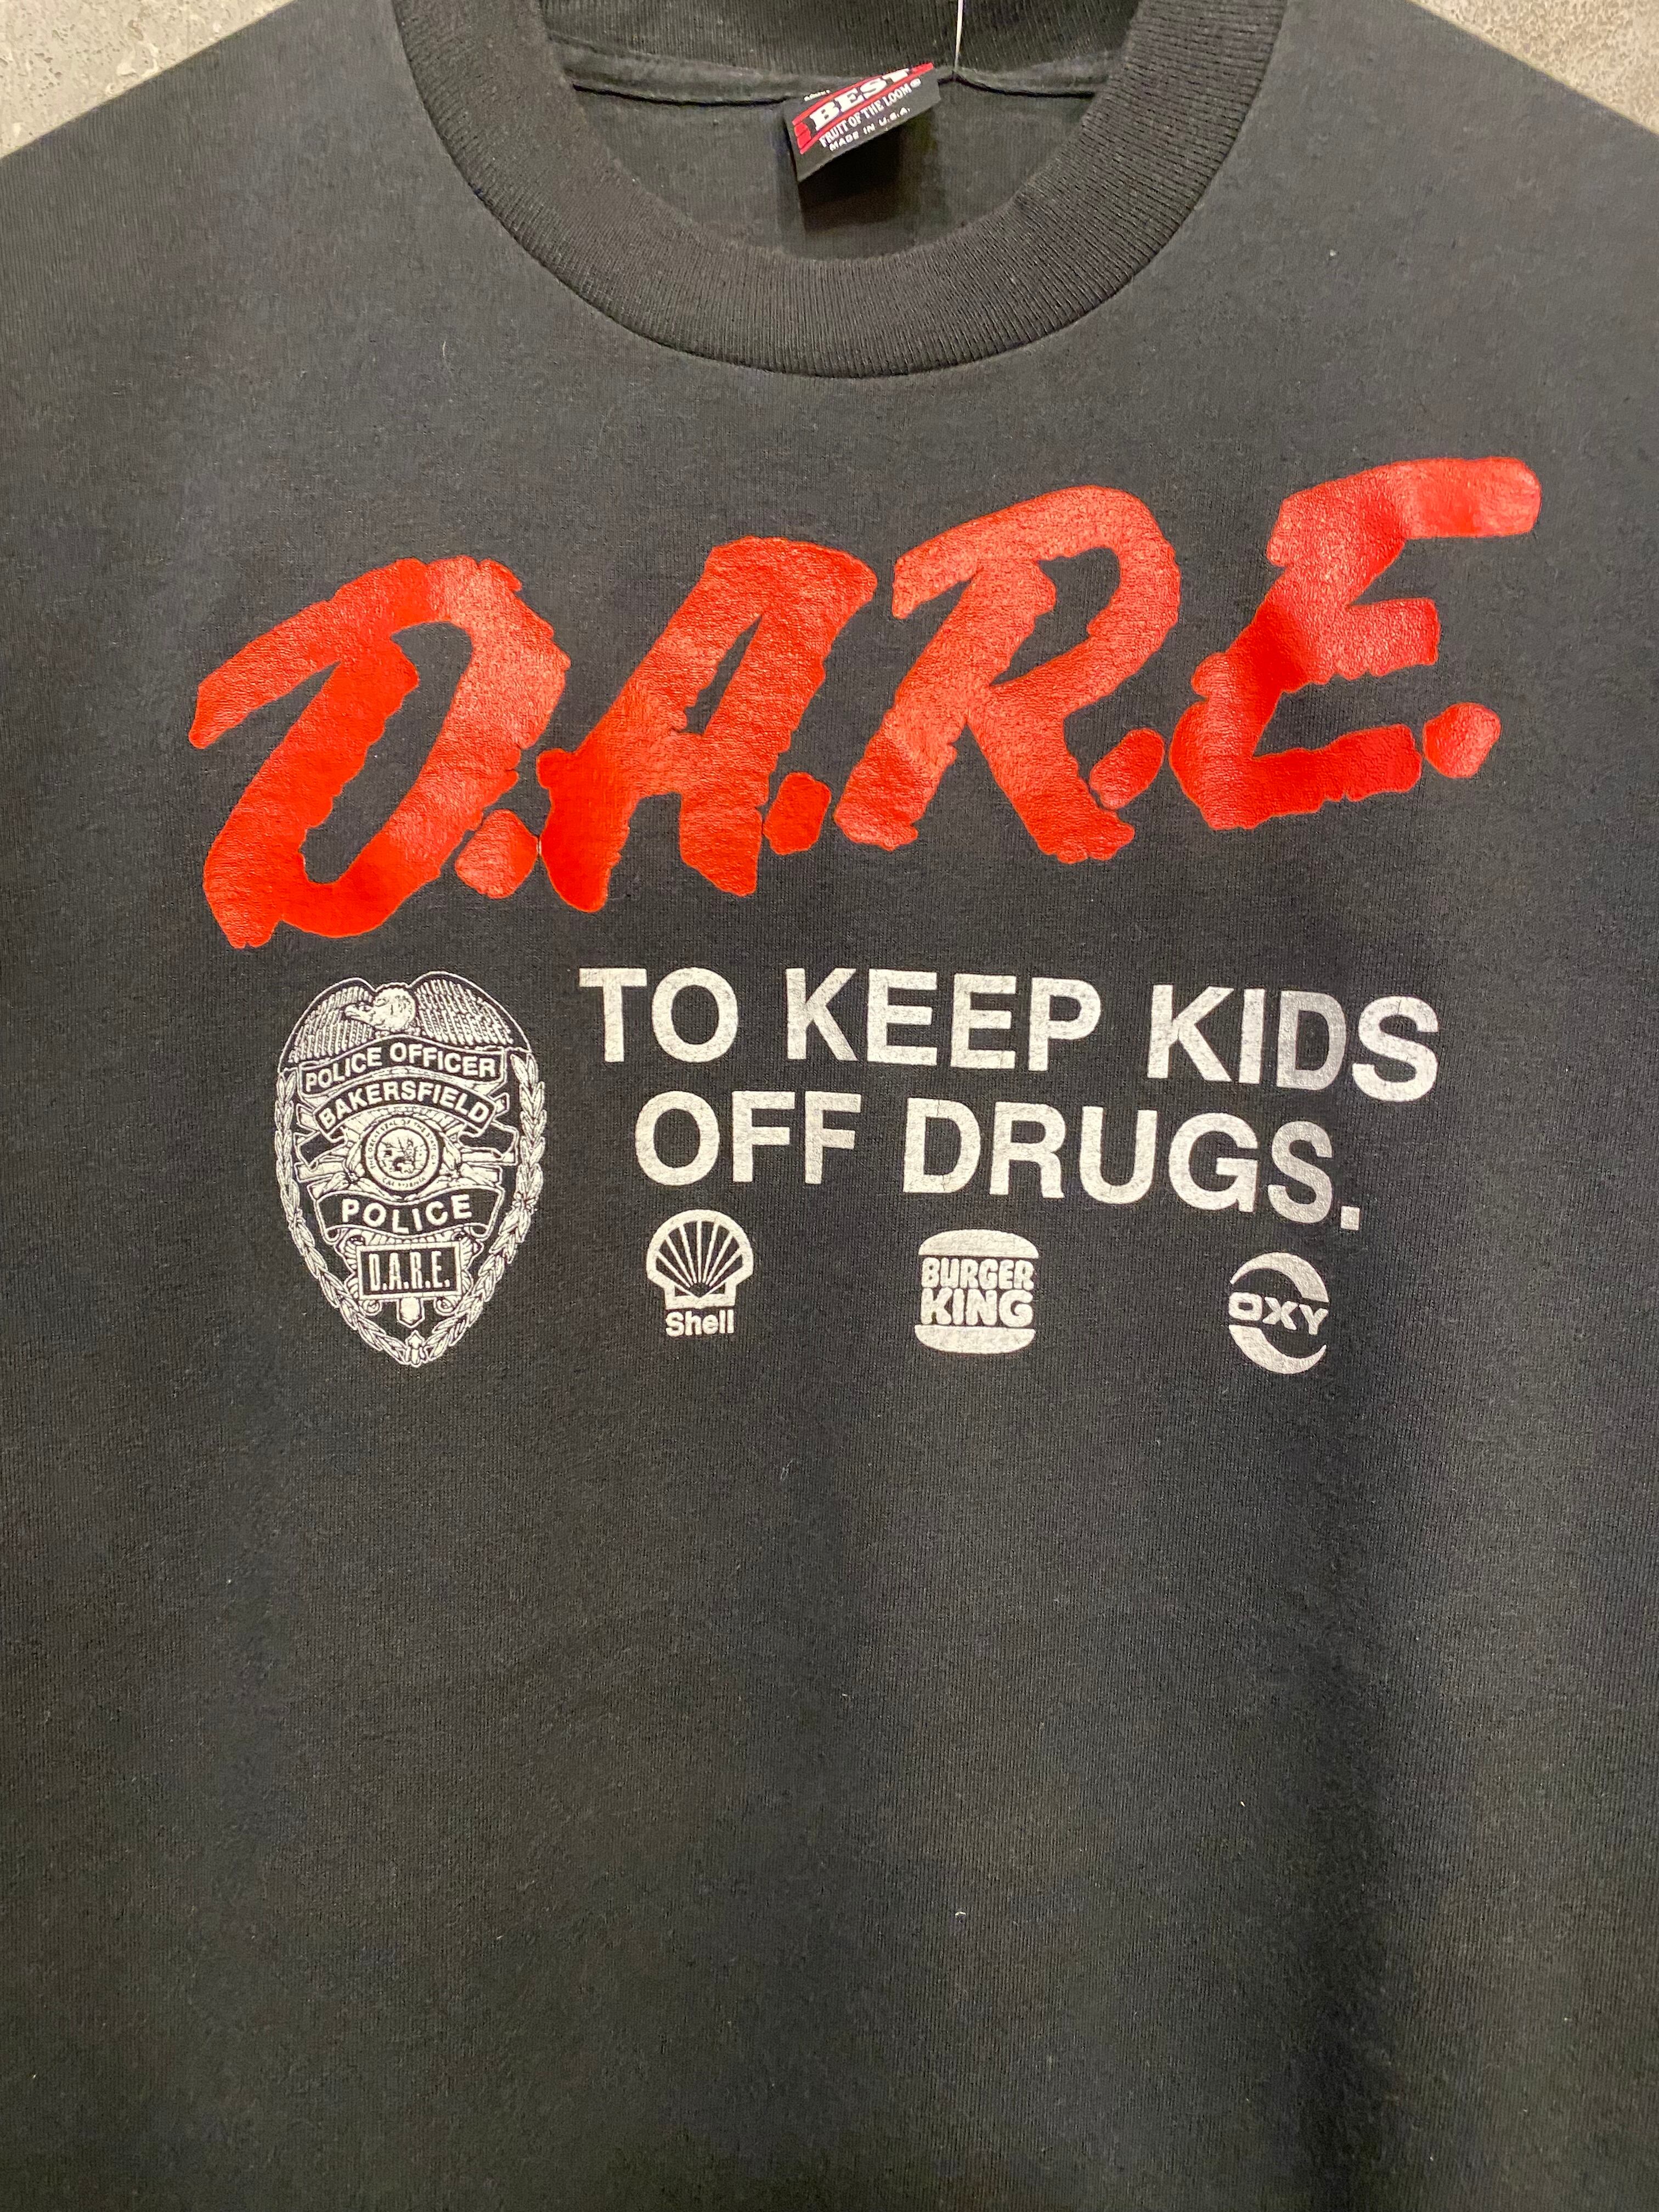 BEST
FRUIT OF THE LOOM®
MADE IN U.S.A.
D.A.R.E.
TO KEEP KIDS
OFF DRUGS.
POLICE OFFICER
BAKERSFIELD
POLICE
D.A.R.E.
Shell
BURGER
KING
OXY